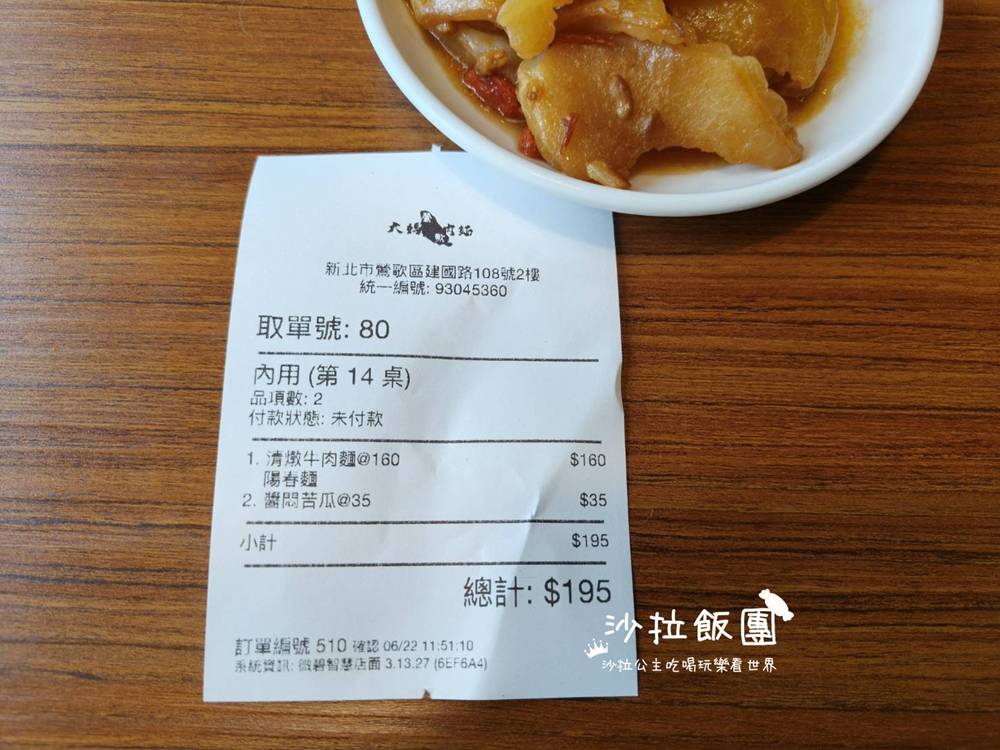 大媽 肉麵
新北市鶯歌區建國路108號2樓
統一編號: 93045360
取單號: 80
內用 (第 14 桌)
品項數: 2
付款狀態: 未付款
1. 清燉牛肉麵@160 $160
陽春麵
2. 醬悶苦瓜@35 $35
小計 $195
總計: $195
訂單編號 510 確認 06/22 11:51:10
系統資訊: 微碧智慧店面 3.13.27 (6EF6A4)
沙拉飯團
沙拉公主吃喝玩樂看世界